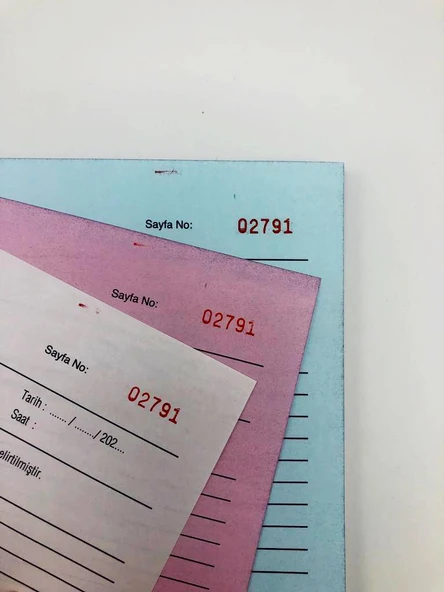 Sayfa No: 02791
Sayfa No: 02791
Sayfa No: 02791
Tarih : ....... / ......../ 202....
Saat :
elirtilmiştir.